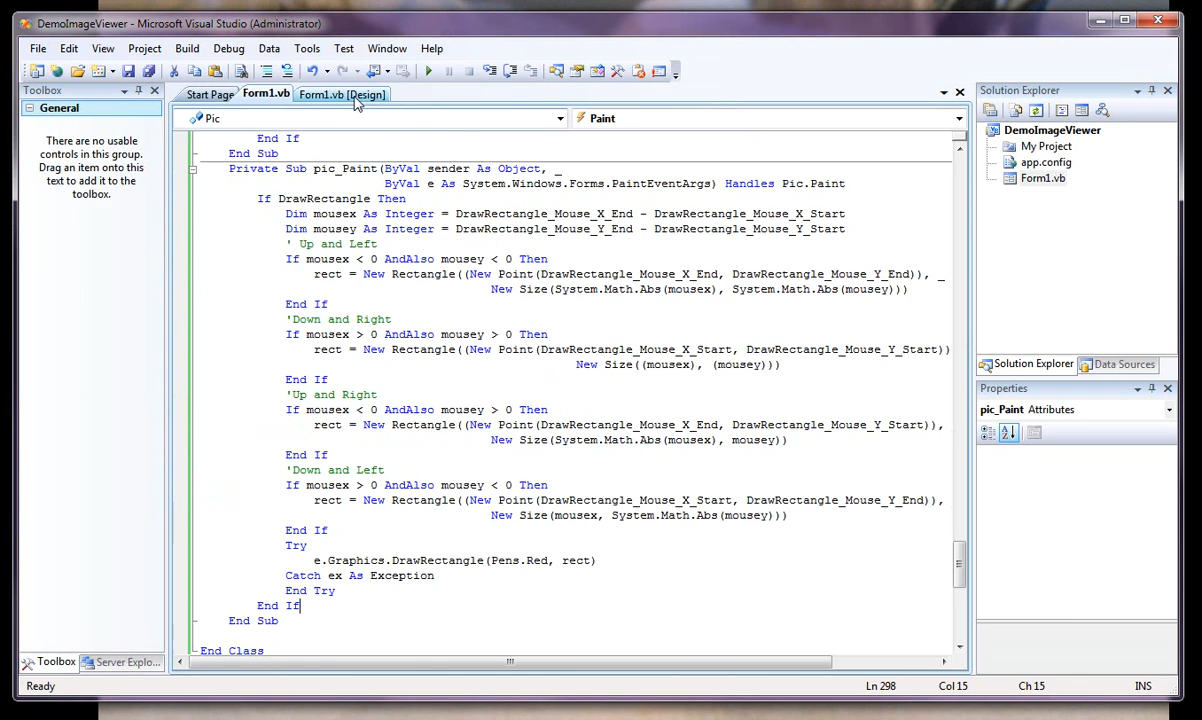 DemoImageViewer - Microsoft Visual Studio (Administrator)
File Edit View Project Build Debug Data Tools Test Window Help
Toolbox
General
There are no usable
controls in this group.
Drag an item onto this
text to add it to the
toolbox.
Toolbox Server Explo...
Start Page Form1.vb Form1.vb [Design]
Pic Paint
End If
End Sub
Private Sub pic_Paint(ByVal sender As Object, _
ByVal e As System.Windows.Forms.PaintEventArgs) Handles Pic.Paint
If DrawRectangle Then
Dim mousex As Integer = DrawRectangle_Mouse_X_End - DrawRectangle_Mouse_X_Start
Dim mousey As Integer = DrawRectangle_Mouse_Y_End - DrawRectangle_Mouse_Y_Start
' Up and Left
If mousex < 0 AndAlso mousey < 0 Then
rect = New Rectangle((New Point(DrawRectangle_Mouse_X_End, DrawRectangle_Mouse_Y_End)), _
New Size(System.Math.Abs(mousex), System.Math.Abs(mousey)))
End If
'Down and Right
If mousex > 0 AndAlso mousey > 0 Then
rect = New Rectangle((New Point(DrawRectangle_Mouse_X_Start, DrawRectangle_Mouse_Y_Start))
New Size((mousex), (mousey)))
End If
'Up and Right
If mousex < 0 AndAlso mousey > 0 Then
rect = New Rectangle((New Point(DrawRectangle_Mouse_X_End, DrawRectangle_Mouse_Y_Start)),
New Size(System.Math.Abs(mousex), mousey))
End If
'Down and Left
If mousex > 0 AndAlso mousey < 0 Then
rect = New Rectangle((New Point(DrawRectangle_Mouse_X_Start, DrawRectangle_Mouse_Y_End)),
New Size(mousex, System.Math.Abs(mousey)))
End If
Try
e.Graphics.DrawRectangle(Pens.Red, rect)
Catch ex As Exception
End Try
End If
End Sub
End Class
Solution Explorer
DemoImageViewer
My Project
app.config
Form1.vb
Solution Explorer Data Sources
Properties
pic_Paint Attributes
Ready Ln 298 Col 15 Ch 15 INS